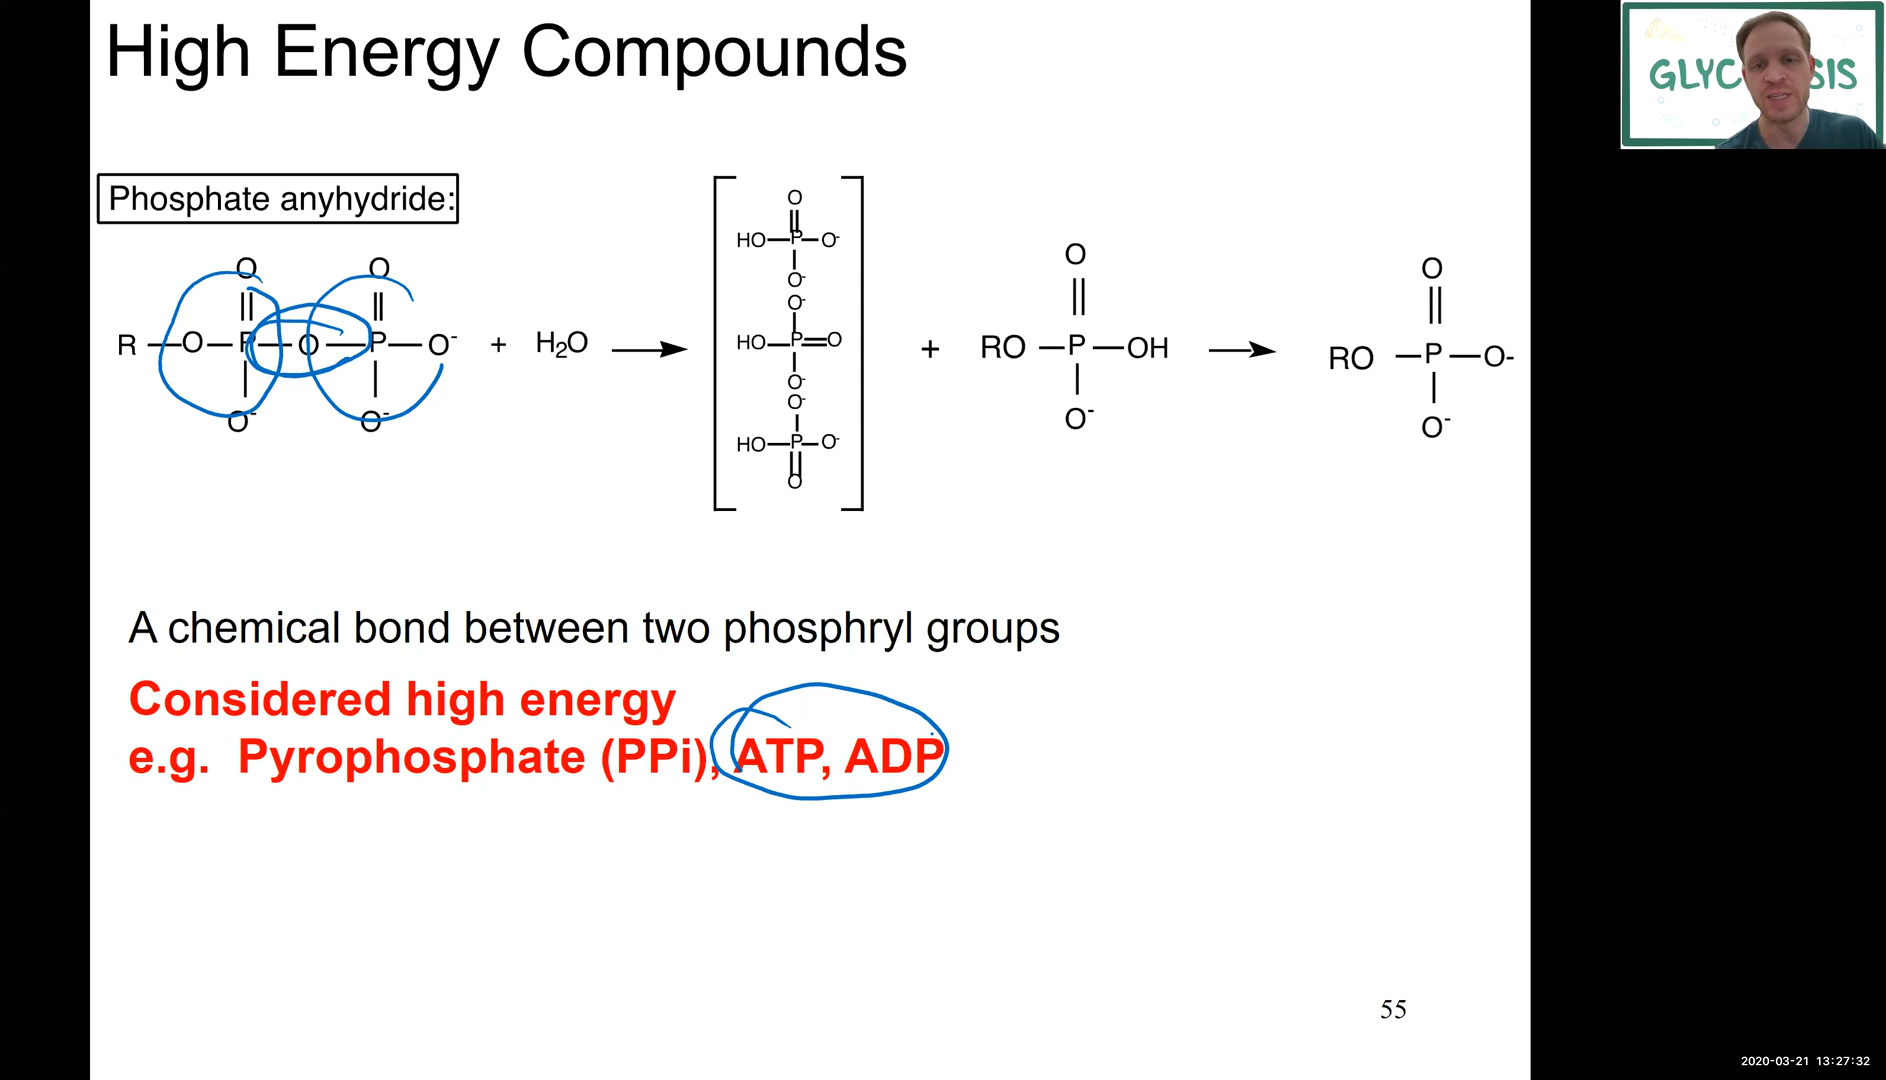 High Energy Compounds
GLYC SIS
Phosphate anyhydride:
O
O
R—O—P—O—P—O-
O-
O-
+ H2O
O
HO—P—O-
O-
O-
HO—P=O
O-
O-
HO—P—O-
O
+
O
RO—P—OH
O-
O
RO—P—O-
O-
A chemical bond between two phosphryl groups
Considered high energy
e.g. Pyrophosphate (PPi), ATP, ADP
55
2020-03-21 13:27:32